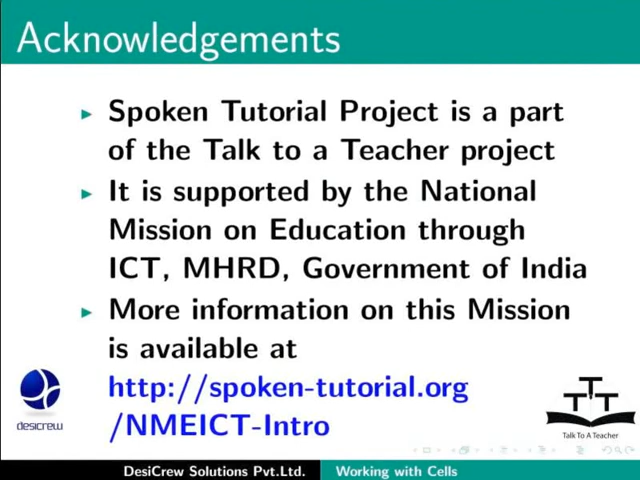 Acknowledgements
Spoken Tutorial Project is a part
of the Talk to a Teacher project
It is supported by the National
Mission on Education through
ICT, MHRD, Government of India
More information on this Mission
is available at
http://spoken-tutorial.org
/NMEICT-Intro
desicrew
TTT
Talk To A Teacher
DesiCrew Solutions Pvt.Ltd.
Working with Cells